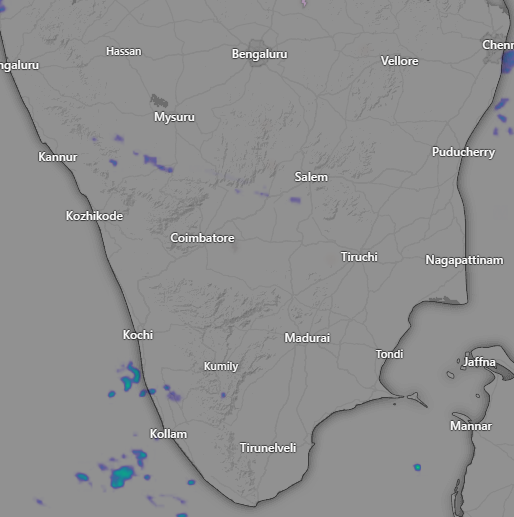 Hassan
Bengaluru
Chenn
Vellore
ngaluru
Mysuru
Kannur
Puducherry
Salem
Kozhikode
Coimbatore
Tiruchi
Nagapattinam
Kochi
Madurai
Tondi
Jaffna
Kumily
Mannar
Kollam
Tirunelveli